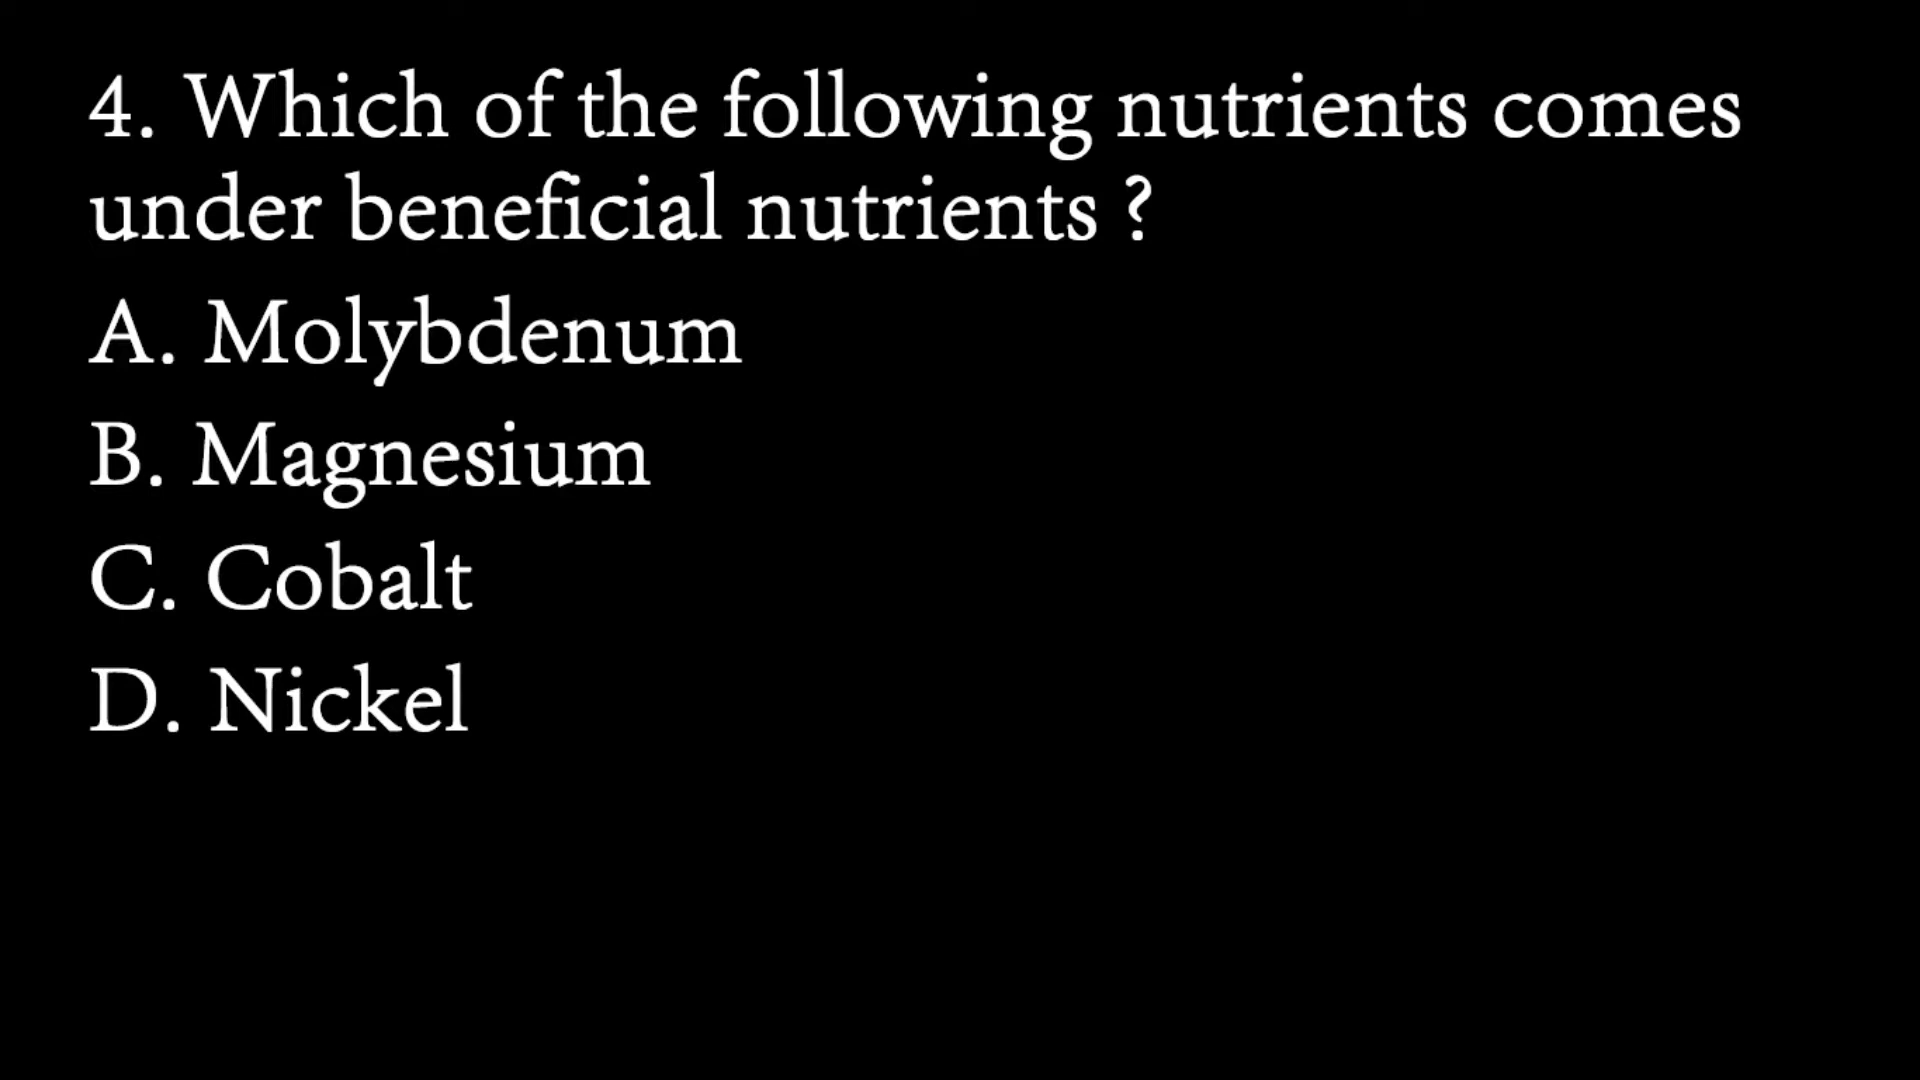 4. Which of the following nutrients comes
under beneficial nutrients ?
A. Molybdenum
B. Magnesium
C. Cobalt
D. Nickel